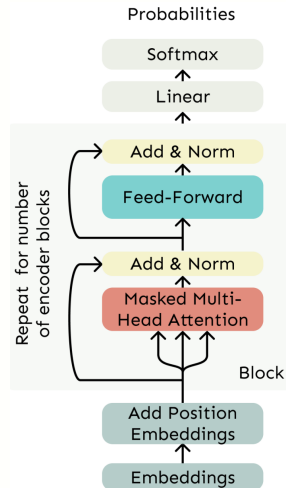 Probabilities
Softmax
Linear
Add & Norm
Feed-Forward
Add & Norm
Masked Multi-
Head Attention
Repeat for number
of encoder blocks
Block
Add Position
Embeddings
Embeddings